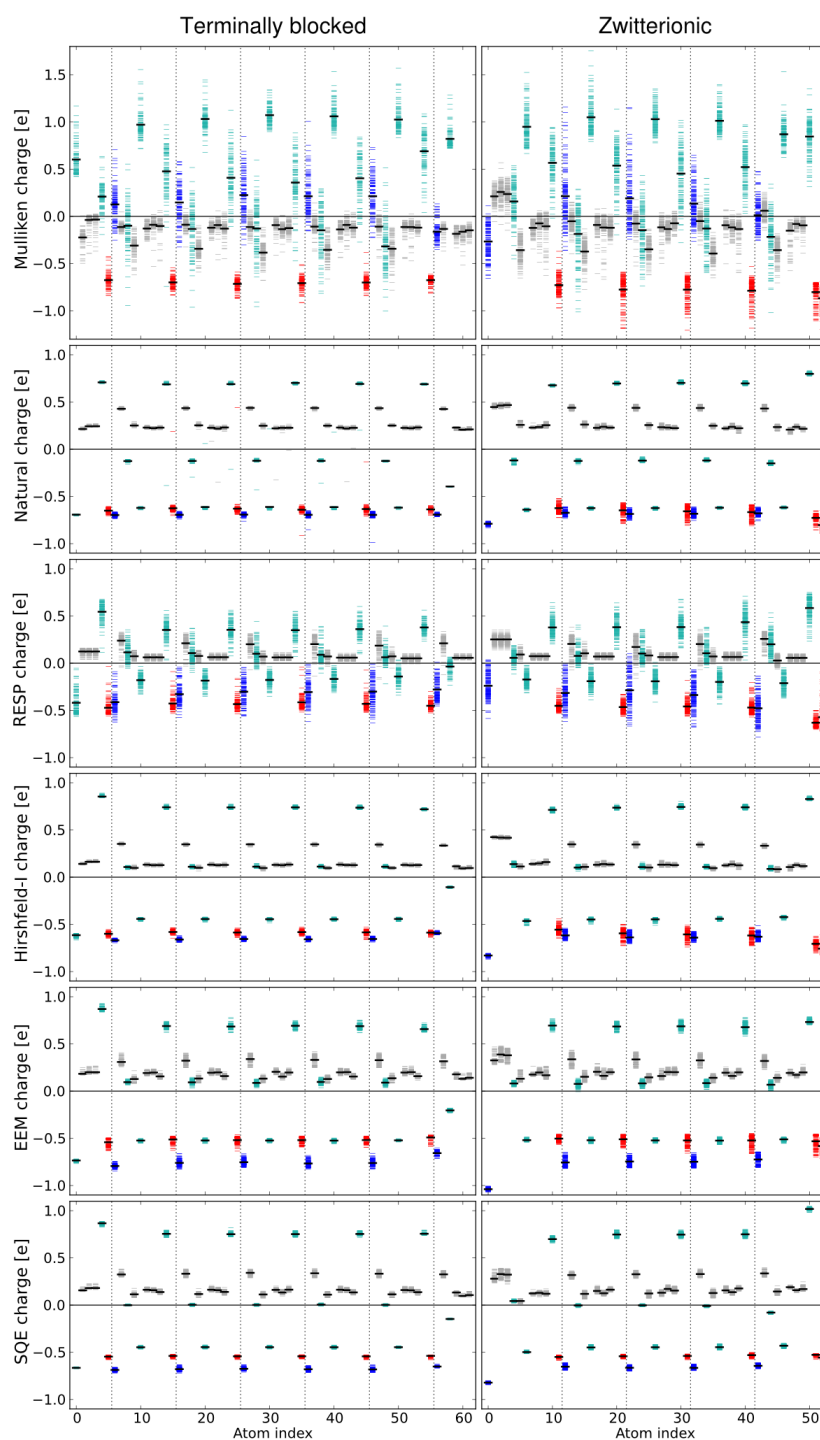 Terminally blocked
Zwitterionic
Mulliken charge [e]
1.5
1.0
0.5
0.0
−0.5
−1.0
Natural charge [e]
1.0
0.5
0.0
−0.5
−1.0
RESP charge [e]
1.0
0.5
0.0
−0.5
−1.0
Hirshfeld-I charge [e]
1.0
0.5
0.0
−0.5
−1.0
EEM charge [e]
1.0
0.5
0.0
−0.5
−1.0
SQE charge [e]
1.0
0.5
0.0
−0.5
−1.0
0 10 20 30 40 50 60
0 10 20 30 40 50
Atom index
Atom index